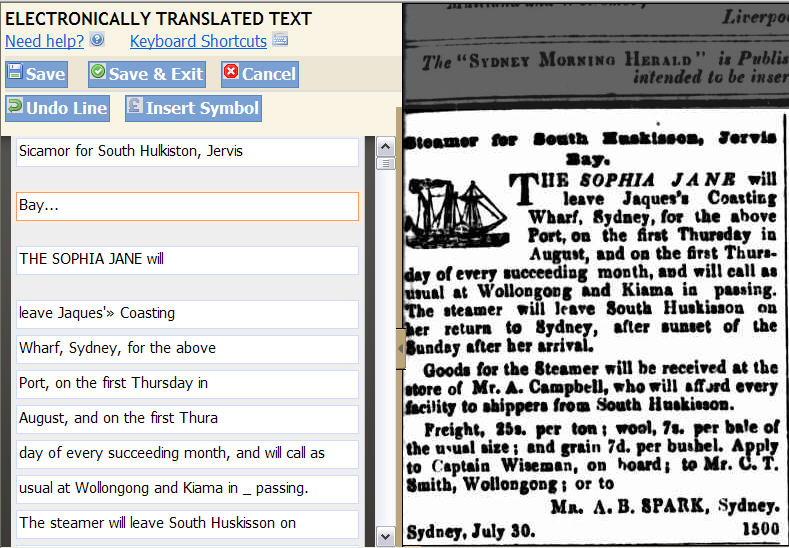 ELECTRONICALLY TRANSLATED TEXT
Need help? Keyboard Shortcuts
Save Save & Exit Cancel
Undo Line £ Insert Symbol
Sicamor for South Hulkiston, Jervis
Bay...
THE SOPHIA JANE will
leave Jaques'» Coasting
Wharf, Sydney, for the above
Port, on the first Thursday in
August, and on the first Thura
day of every succeeding month, and will call as
usual at Wollongong and Kiama in _ passing.
The steamer will leave South Huskisson on
Liverpoo
The "SYDNEY MORNING HERALD" is Publis
intended to be inser
Steamer for South Huskisson, Jervis
Bay.
THE SOPHIA JANE will
leave Jaques's Coasting
Wharf, Sydney, for the above
Port, on the first Thursday in
August, and on the first Thurs-
day of every succeeding month, and will call as
usual at Wollongong and Kiama in passing.
The steamer will leave South Huskisson on
her return to Sydney, after sunset of the
Sunday after her arrival.
Goods for the Steamer will be received at the
store of Mr. A. Campbell, who will afford every
facility to shippers from South Huskisson.
Freight, 25s. per ton; wool, 7s. per bale of
the usual size; and grain 7d. per bushel. Apply
to Captain Wiseman, on board; to Mr. C. T.
Smith, Wollongong; or to
MR. A. B. SPARK, Sydney.
Sydney, July 30. 1500